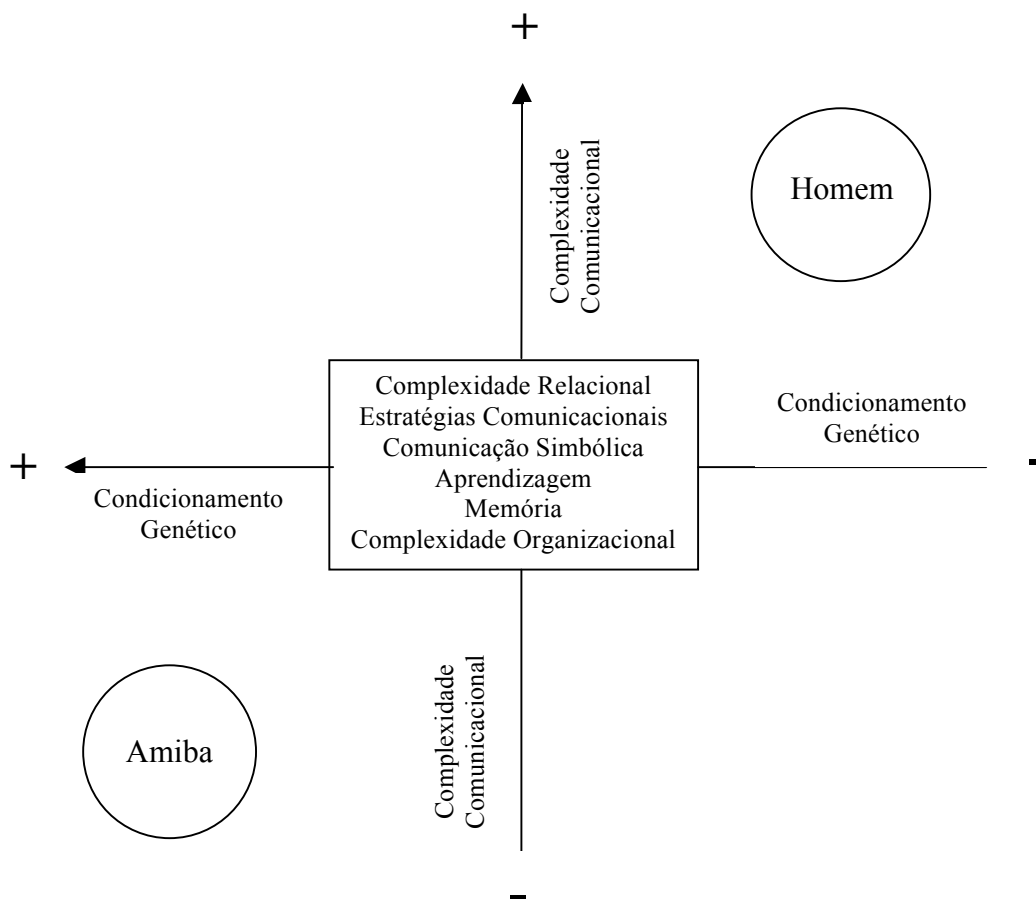 +
Complexidade
Comunicacional
Homem
Complexidade Relacional
Estratégias Comunicacionais
Comunicação Simbólica
Aprendizagem
Memória
Complexidade Organizacional
Condicionamento
Genético
+
-
Condicionamento
Genético
Complexidade
Comunicacional
Amiba
-